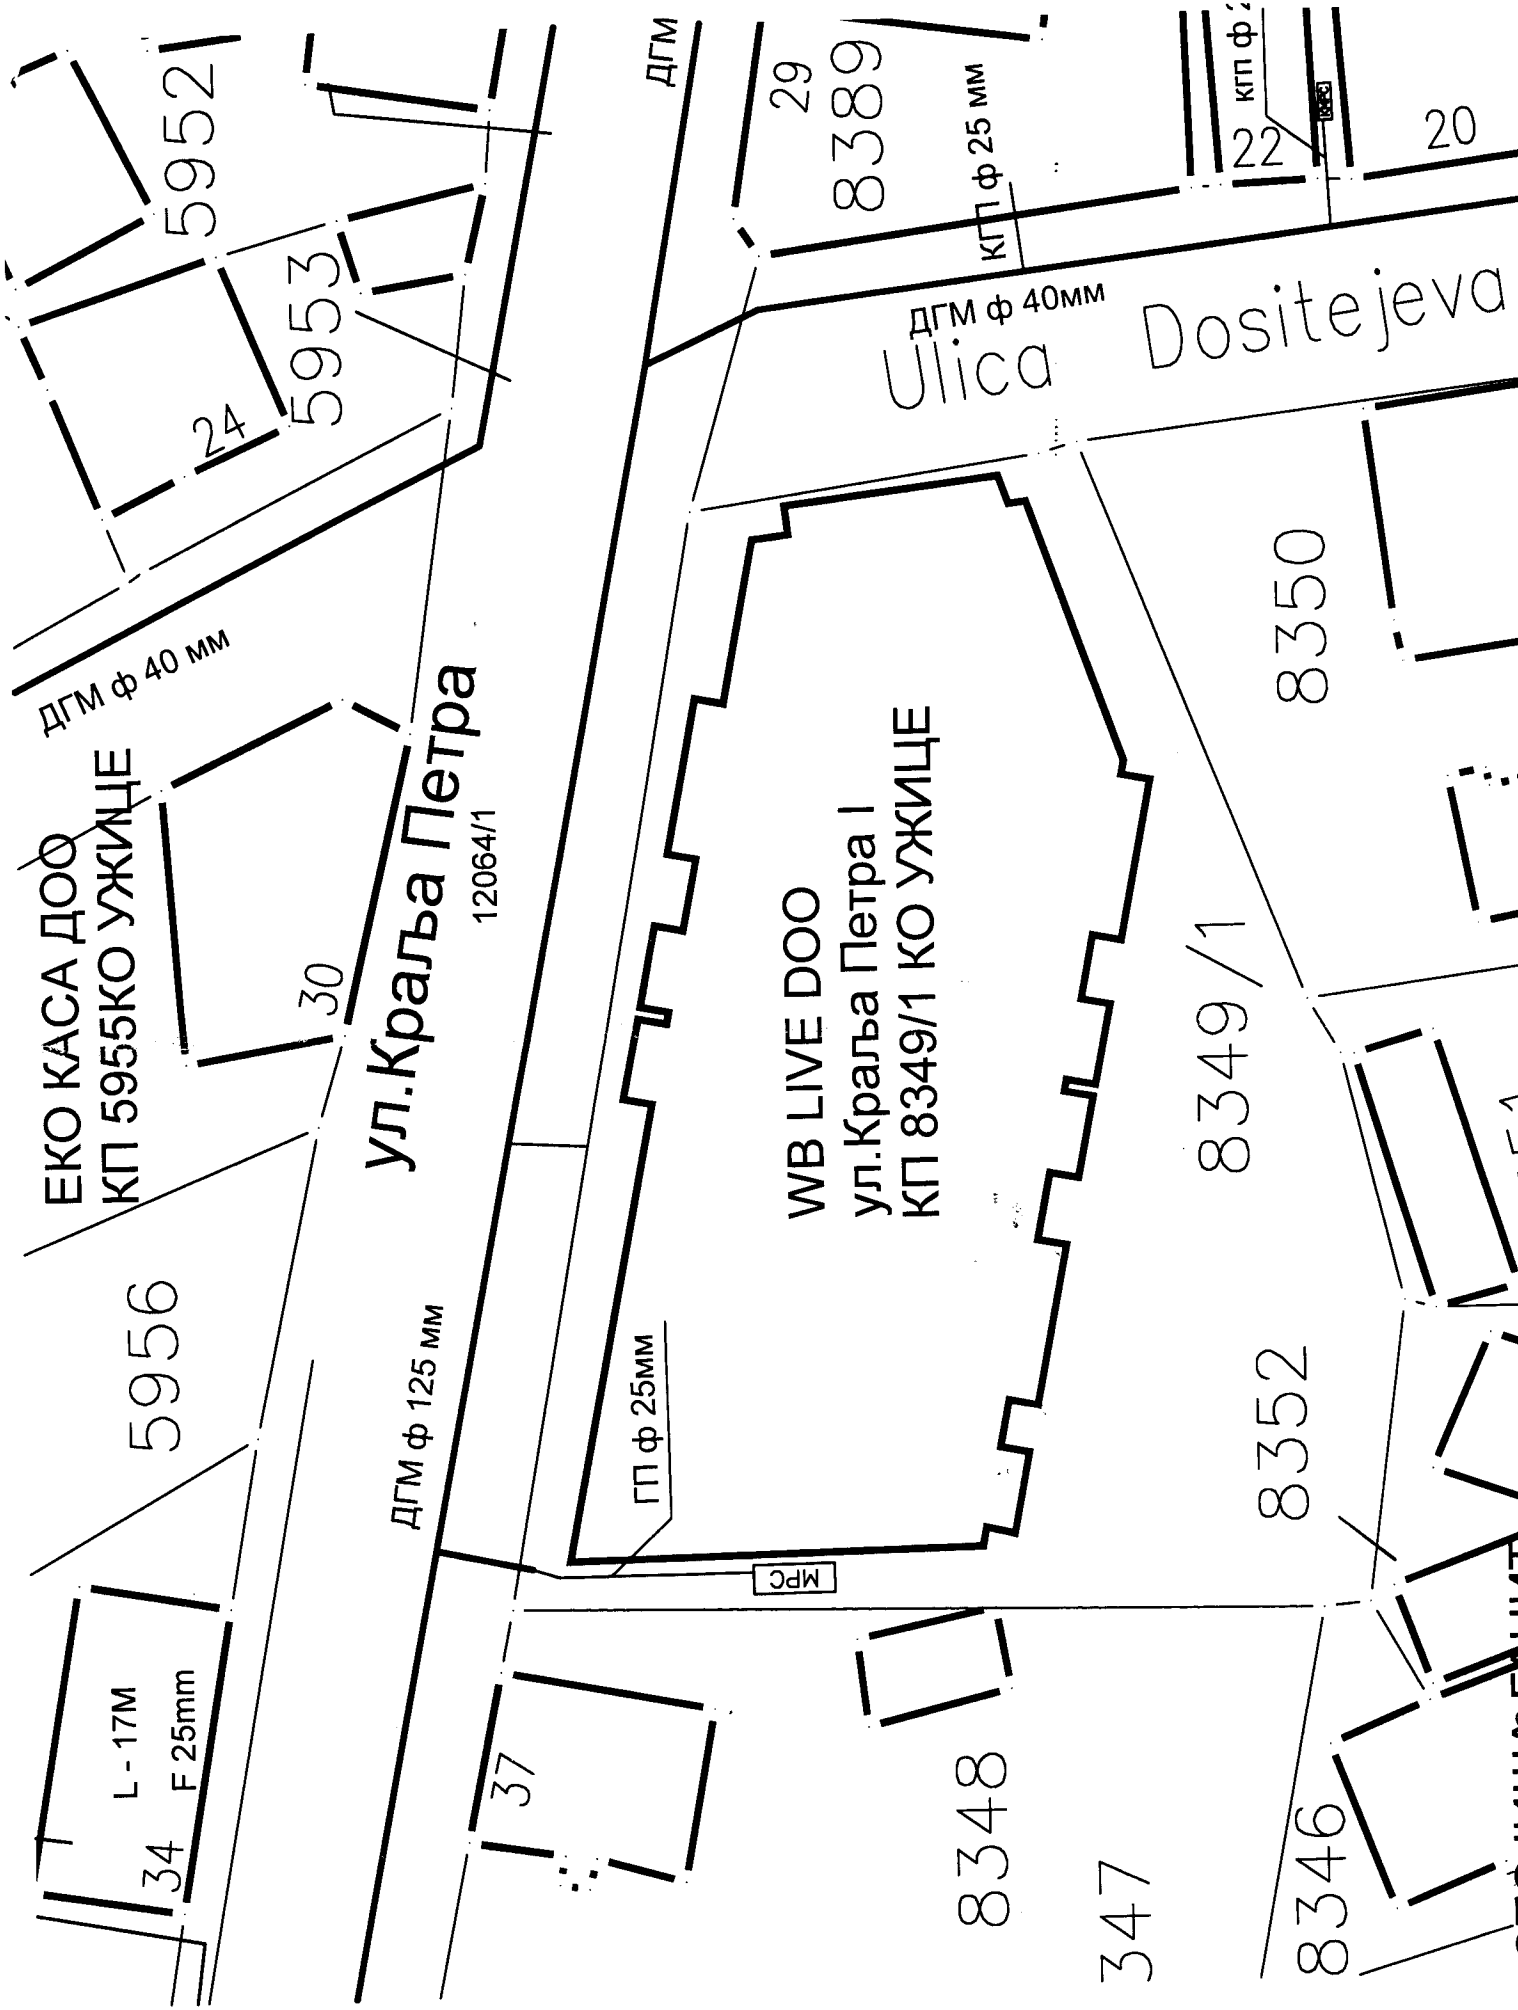 ЕКО КАСА ДОО
КП 5955КО УЖИЦЕ
ДГМ ф 40 мм
24
5953
5952
5956
30
ул.Краља Петра
12064/1
L - 17M
F 25mm
34
ДГМ ф 125 мм
37
ГП ф 25мм
МРС
WB LIVE DOO
ул.Краља Петра I
КП 8349/1 КО УЖИЦЕ
ДГМ
29
8389
КГП ф 25 мм
ДГМ ф 40мм
Ulica Dositejeva
22
кгп ф
20
8350
8349/1
8352
8348
347
8346